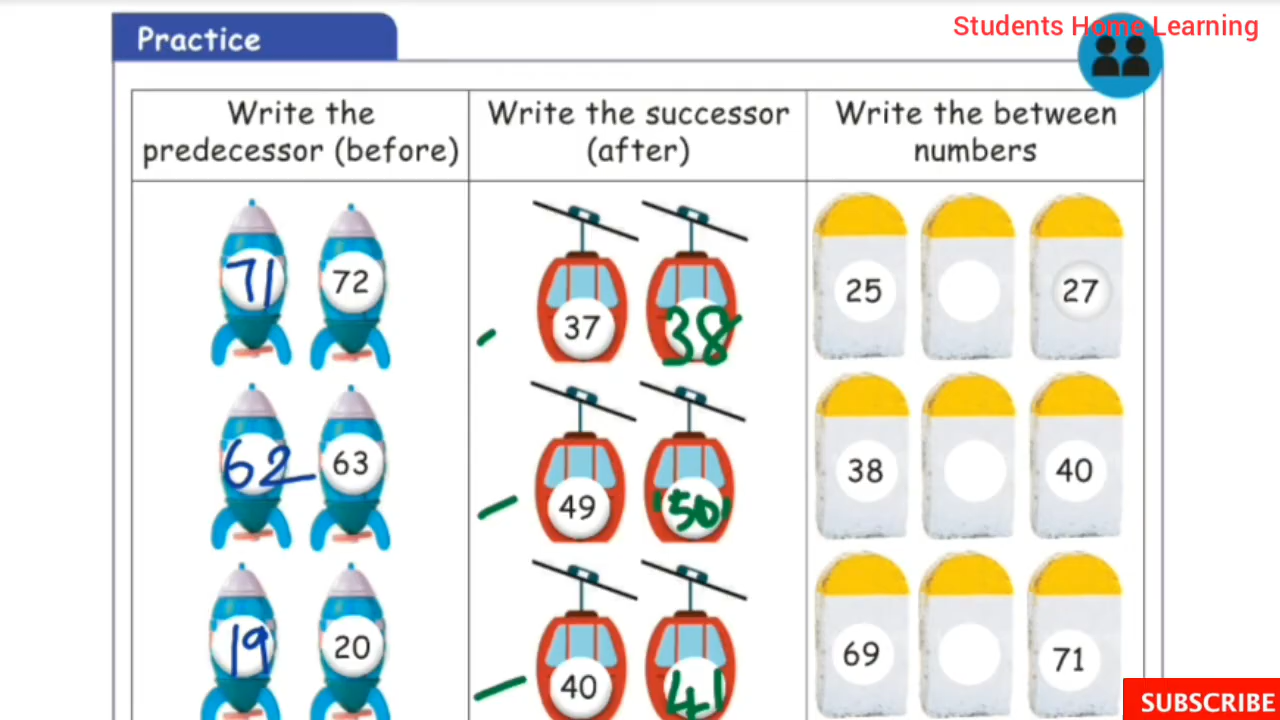 Students Home Learning
Practice
Write the predecessor (before)
Write the successor (after)
Write the between numbers
71 72
37 38
25 27
62 63
49 50
38 40
19 20
40 41
69 71
SUBSCRIBE